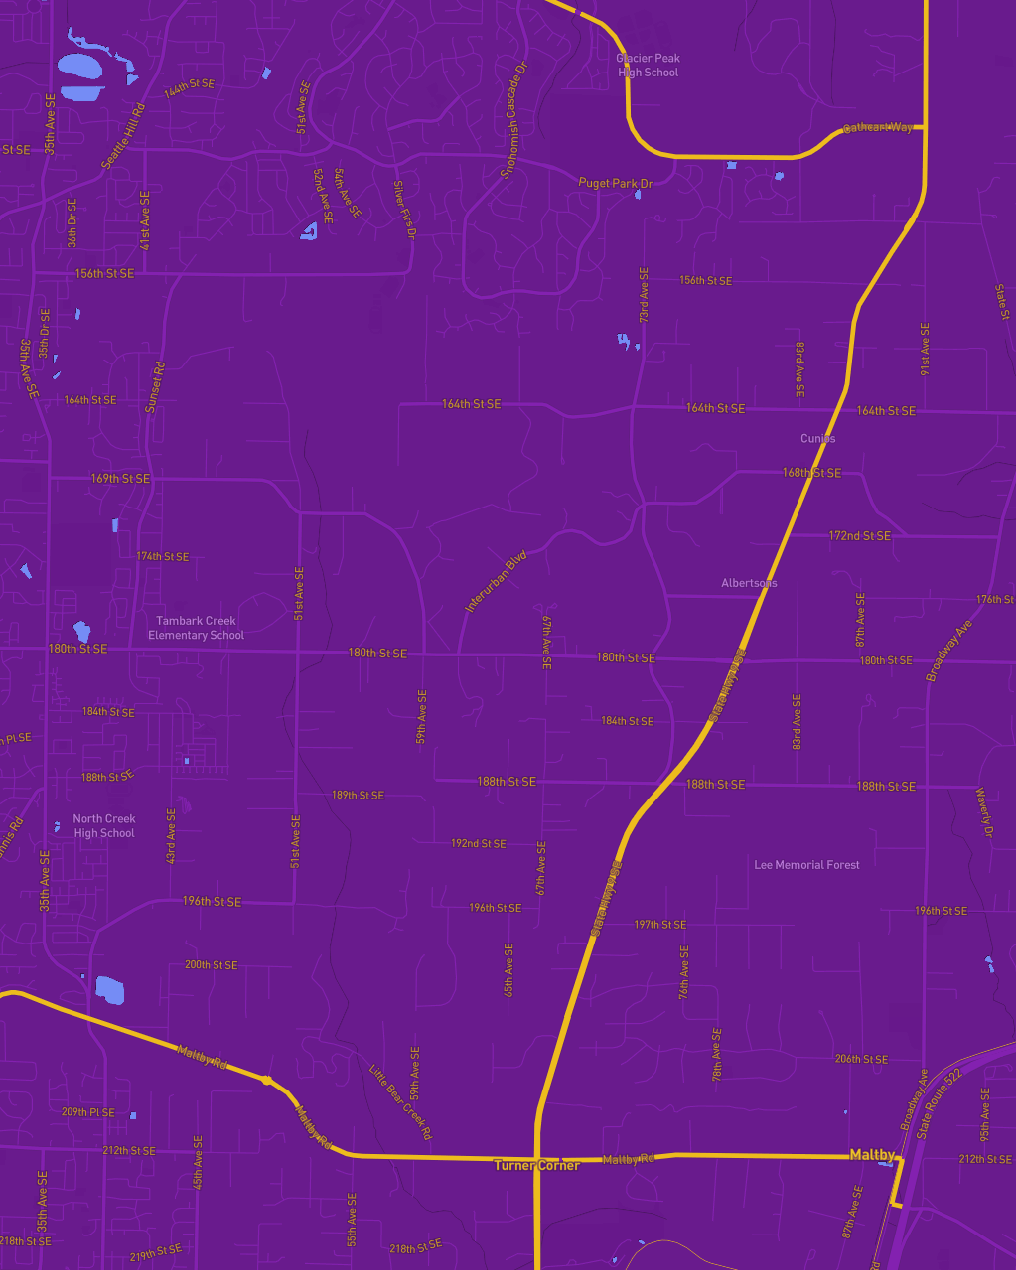 Glacier Peak
High School
144th St SE
51st Ave SE
35th Ave SE
Seattle Hill Rd
Snohomish Cascade Dr
Cathcart Way
St SE
52nd Ave SE
54th Ave SE
Silver Firs Dr
Puget Park Dr
36th Dr SE
41st Ave SE
156th St SE
73rd Ave SE
156th St SE
State St
35th Dr SE
35th Ave SE
Sunset Rd
83rd Ave SE
91st Ave SE
164th St SE
164th St SE
164th St SE
164th St SE
169th St SE
168th St SE
172nd St SE
174th St SE
Interurban Blvd
51st Ave SE
Albertsons
87th Ave SE
176th St
Tambark Creek
Elementary School
67th Ave SE
Broadway Ave
180th St SE
180th St SE
180th St SE
180th St SE
184th St SE
59th Ave SE
184th St SE
83rd Ave SE
Pl SE
188th St SE
188th St SE
188th St SE
188th St SE
189th St SE
Waverly Dr
North Creek
High School
43rd Ave SE
51st Ave SE
192nd St SE
67th Ave SE
Lee Memorial Forest
35th Ave SE
196th St SE
196th St SE
197th St SE
196th St SE
200th St SE
65th Ave SE
76th Ave SE
Maltby Rd
59th Ave SE
78th Ave SE
206th St SE
Little Bear Creek Rd
Broadway Ave
State Route 522
95th Ave SE
209th Pl SE
Maltby Rd
212th St SE
45th Ave SE
Turner Corner
Maltby Rd
Maltby
212th St SE
35th Ave SE
55th Ave SE
87th Ave SE
218th St SE
219th St SE
218th St SE
Rd